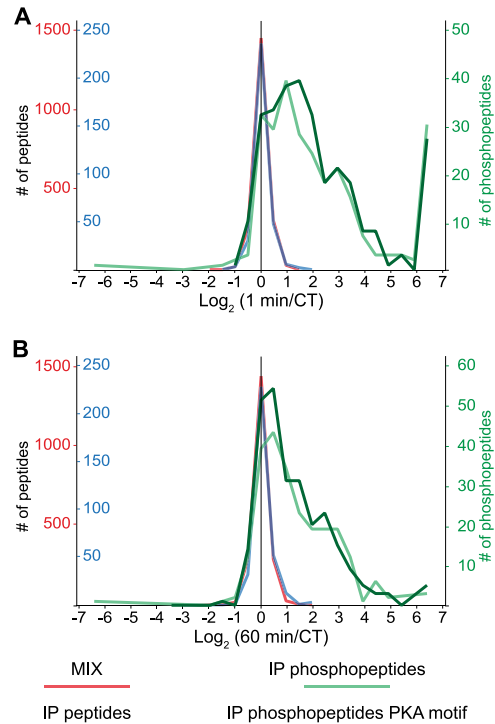 A
1500
1000
500
250
200
150
100
50
# of peptides
50
40
30
20
10
# of phosphopeptides
-7 -6 -5 -4 -3 -2 -1 0 1 2 3 4 5 6 7
Log2 (1 min/CT)
B
1500
1000
500
250
200
150
100
50
# of peptides
60
50
40
30
20
10
# of phosphopeptides
-7 -6 -5 -4 -3 -2 -1 0 1 2 3 4 5 6 7
Log2 (60 min/CT)
MIX IP phosphopeptides
IP peptides IP phosphopeptides PKA motif